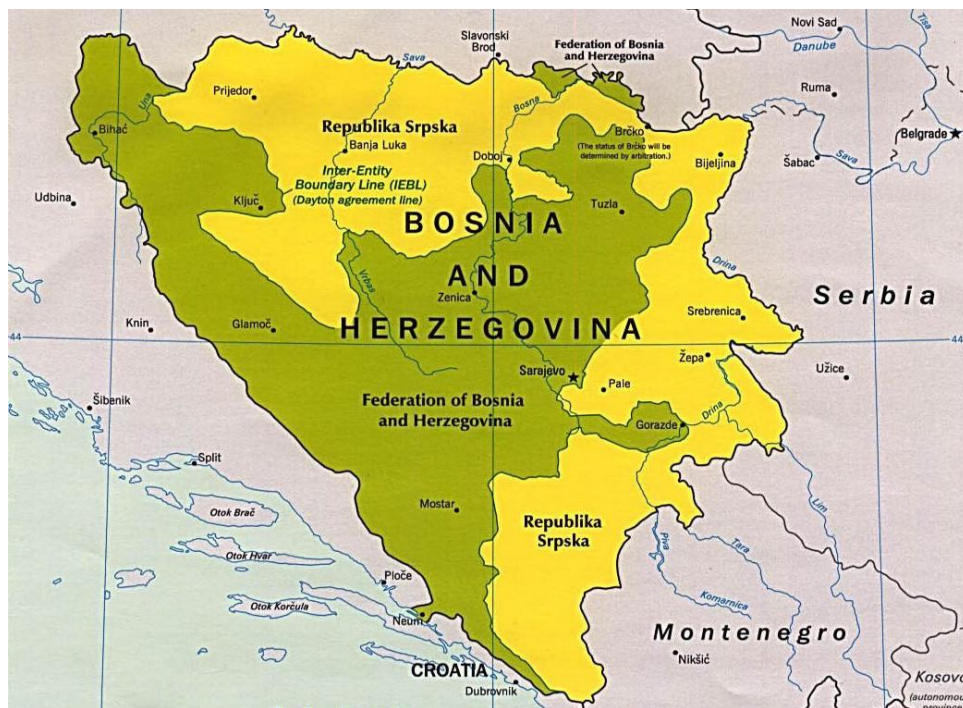 Novi Sad
Tisa
Danube
Slavonski
Brod
Sava
Federation of Bosnia
and Herzegovina
Prijedor
Una
Bosna
Ruma
Bihać
Republika Srpska
Banja Luka
Brčko
(The status of Brčko will
be determined by arbitration.)
Belgrade
Doboj
Bijeljina
Šabac
Sava
Inter-Entity
Boundary Line (IEBL)
(Dayton agreement line)
Udbina
Ključ
Tuzla
BOSNIA
AND
HERZEGOVINA
Vrbas
Zenica
Drina
Serbia
Srebrenica
Knin
Glamoč
44
44
Žepa
Sarajevo
Pale
Užice
Šibenik
Federation of Bosnia
and Herzegovina
Drina
Gorazde
Split
Mostar
Lim
Otok Brač
Republika
Srpska
Otok Hvar
Piva
Tara
Ploče
Komarnica
Otok Korčula
Neum
Montenegro
CROATIA
Nikšić
Dubrovnik
Kosovo
(autonomous
province